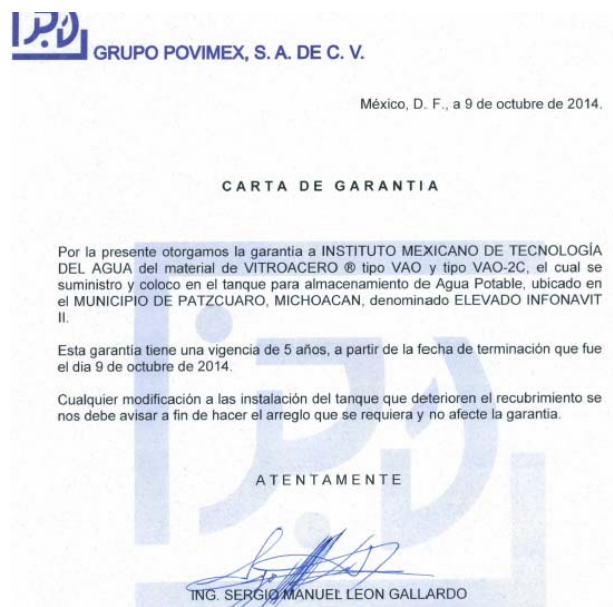 GRUPO POVIMEX, S. A. DE C. V.
México, D. F., a 9 de octubre de 2014.
CARTA DE GARANTIA
Por la presente otorgamos la garantia a INSTITUTO MEXICANO DE TECNOLOGÍA
DEL AGUA del material de VITROACERO ® tipo VAO y tipo VAO-2C, el cual se
suministro y coloco en el tanque para almacenamiento de Agua Potable, ubicado en
el MUNICIPIO DE PATZCUARO, MICHOACAN, denominado ELEVADO INFONAVIT
II.
Esta garantía tiene una vigencia de 5 años, a partir de la fecha de terminación que fue
el dia 9 de octubre de 2014.
Cualquier modificación a las instalación del tanque que deterioren el recubrimiento se
nos debe avisar a fin de hacer el arreglo que se requiera y no afecte la garantia.
ATENTAMENTE
ING. SERGIO MANUEL LEON GALLARDO